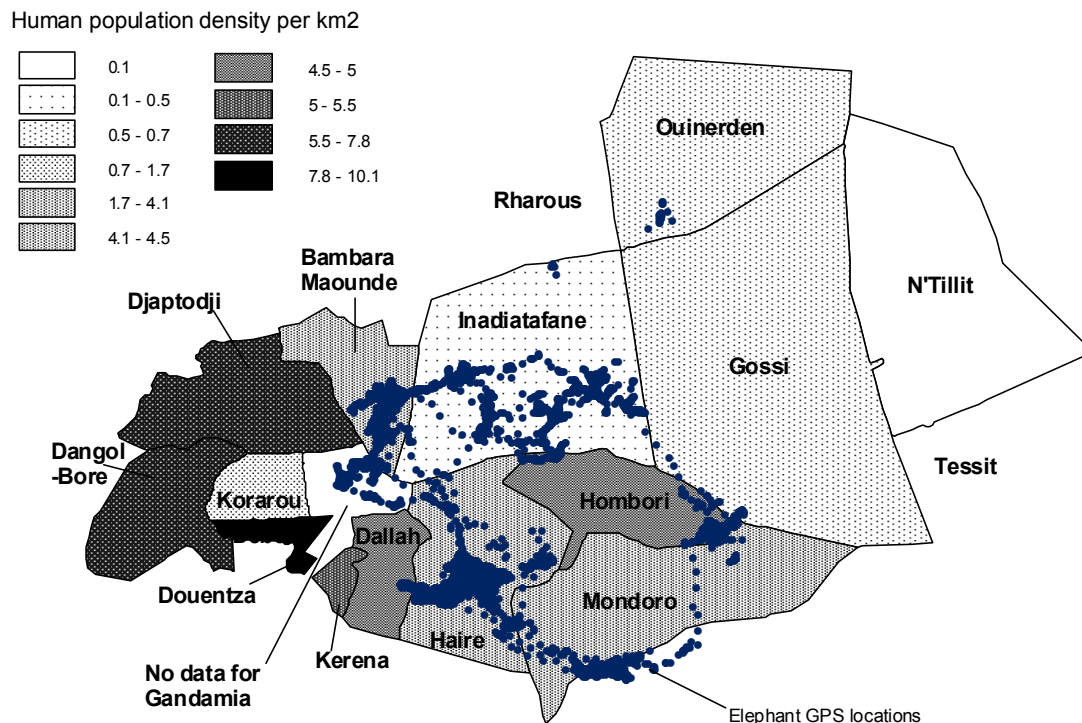 Human population density per km2
0.1
0.1 - 0.5
0.5 - 0.7
0.7 - 1.7
1.7 - 4.1
4.1 - 4.5
4.5 - 5
5 - 5.5
5.5 - 7.8
7.8 - 10.1
Ouinerden
Rharous
Bambara
Maounde
N'Tillit
Djaptodji
Inadiatafane
Gossi
Dangol
-Bore
Tessit
Korarou
Hombori
Dallah
Douentza
Mondoro
Haire
Kerena
No data for
Gandamia
Elephant GPS locations